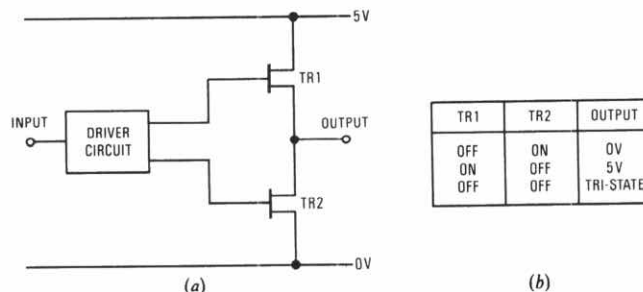 5V
TR1
INPUT
DRIVER
CIRCUIT
OUTPUT
TR2
0V
(a)
TR1 TR2 OUTPUT
OFF ON 0V
ON OFF 5V
OFF OFF TRI-STATE
(b)